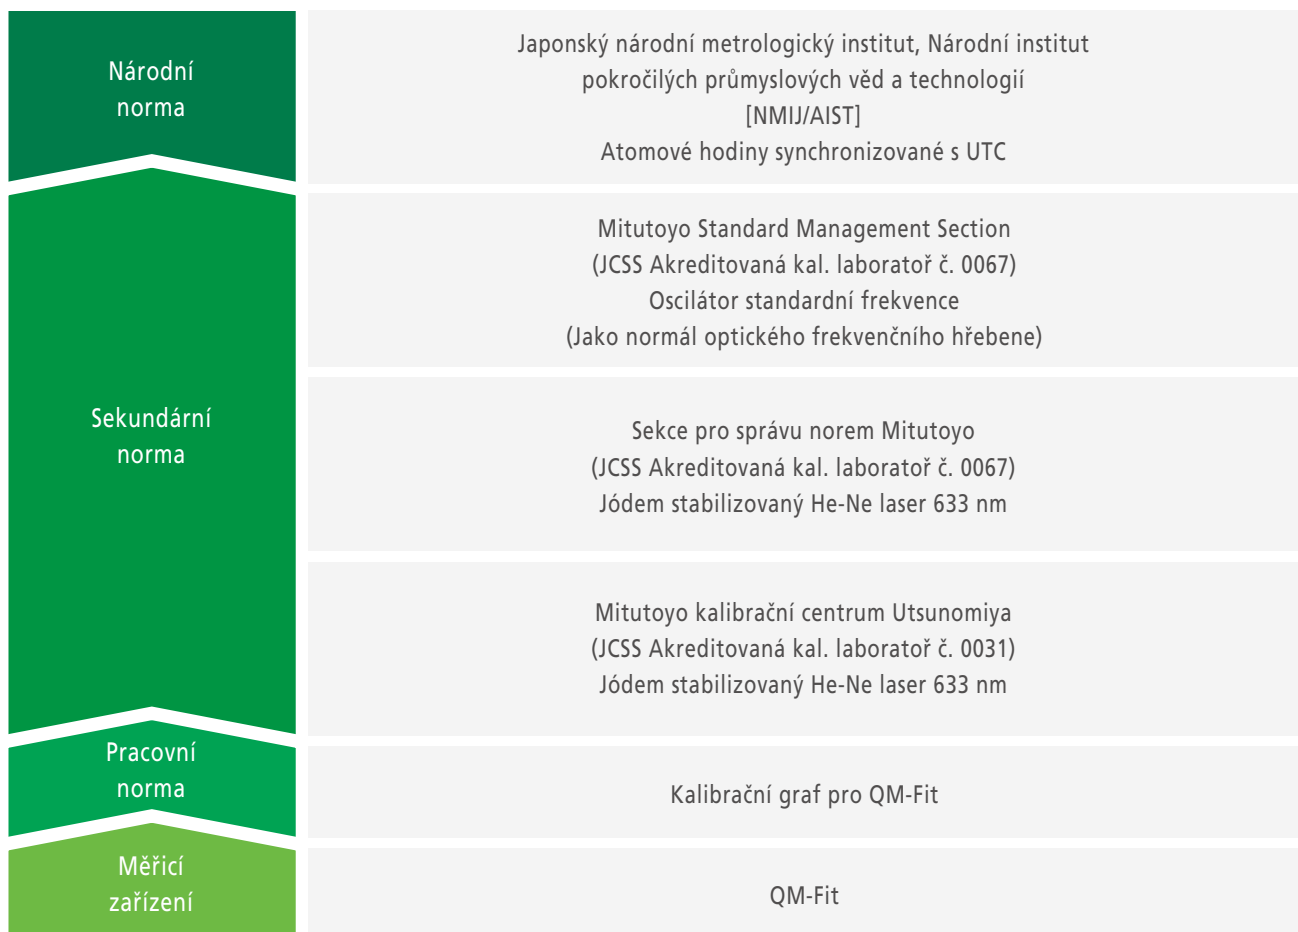 Národní
norma
Japonský národní metrologický institut, Národní institut
pokročilých průmyslových věd a technologií
[NMIJ/AIST]
Atomové hodiny synchronizované s UTC
Sekundární
norma
Mitutoyo Standard Management Section
(JCSS Akreditovaná kal. laboratoř č. 0067)
Oscilátor standardní frekvence
(Jako normál optického frekvenčního hřebene)
Sekce pro správu norem Mitutoyo
(JCSS Akreditovaná kal. laboratoř č. 0067)
Jódem stabilizovaný He-Ne laser 633 nm
Mitutoyo kalibrační centrum Utsunomiya
(JCSS Akreditovaná kal. laboratoř č. 0031)
Jódem stabilizovaný He-Ne laser 633 nm
Pracovní
norma
Kalibrační graf pro QM-Fit
Měřicí
zařízení
QM-Fit